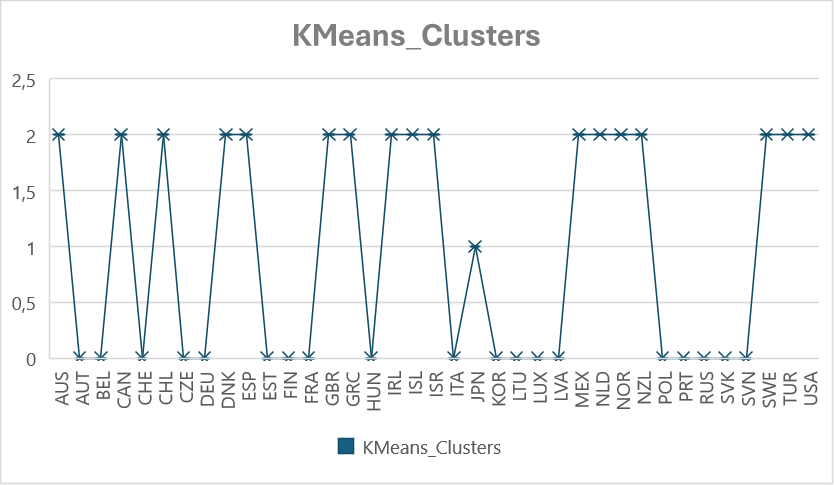 KMeans_Clusters
2,5
2
1,5
1
0,5
0
AUS
AUT
BEL
CAN
CHE
CHL
CZE
DEU
DNK
ESP
EST
FIN
FRA
GBR
GRC
HUN
IRL
ISL
ISR
ITA
JPN
KOR
LTU
LUX
LVA
MEX
NLD
NOR
NZL
POL
PRT
RUS
SVK
SVN
SWE
TUR
USA
KMeans_Clusters